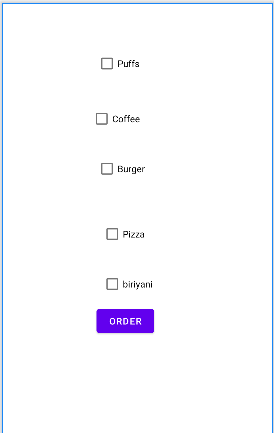 Puffs
Coffee
Burger
Pizza
biriyani
ORDER